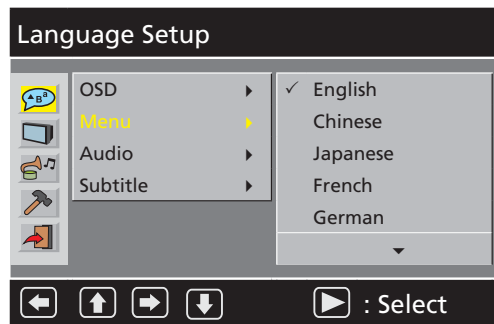 Language Setup
OSD
Menu
Audio
Subtitle
✓ English
Chinese
Japanese
French
German
: Select